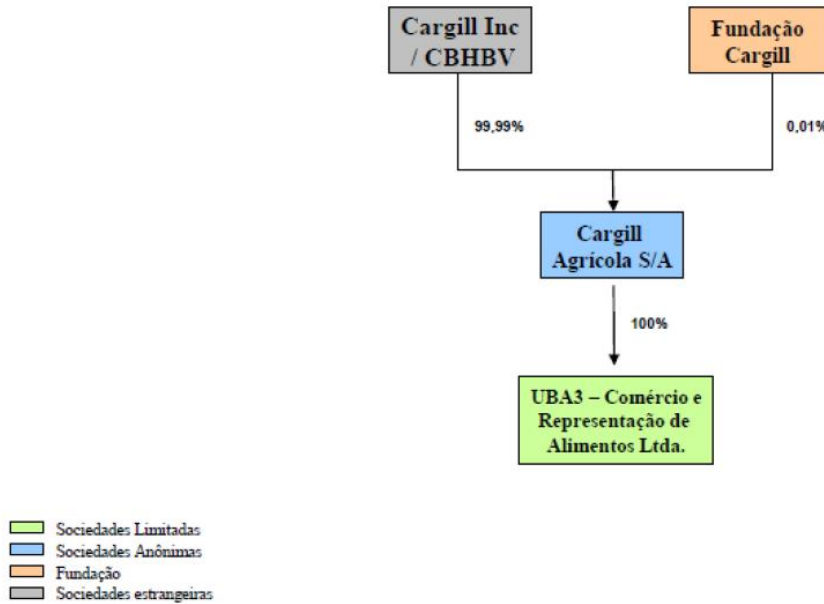 Cargill Inc
/ CBHBV
Fundação
Cargill
99,99%
0,01%
Cargill
Agrícola S/A
100%
UBA3 – Comércio e
Representação de
Alimentos Ltda.
Sociedades Limitadas
Sociedades Anônimas
Fundação
Sociedades estrangeiras